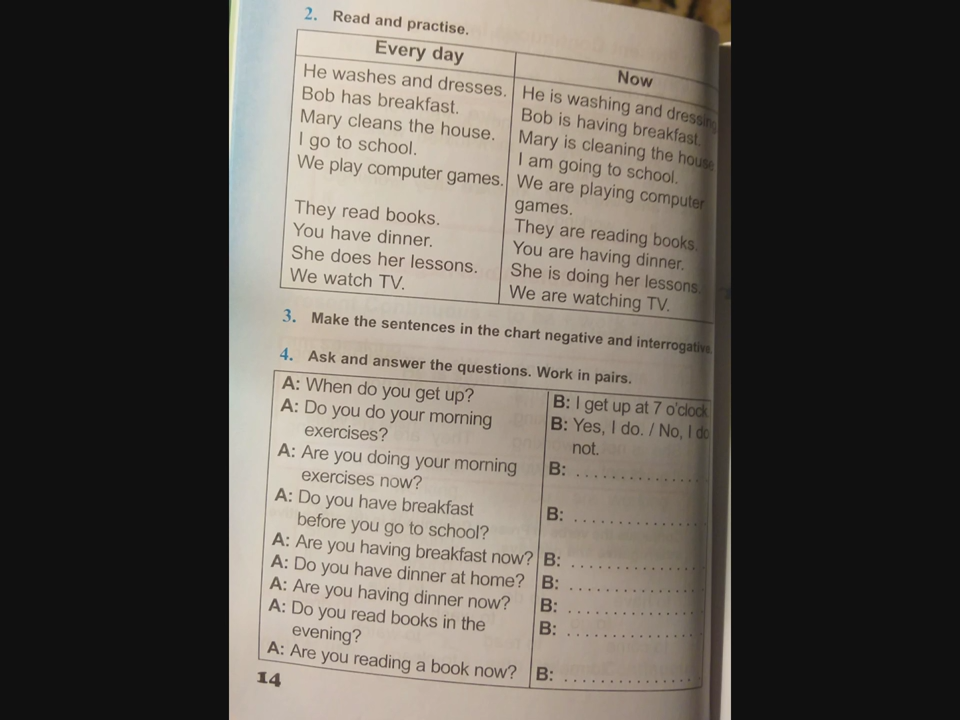 2. Read and practise.
Every day
He washes and dresses.
Bob has breakfast.
Mary cleans the house.
I go to school.
We play computer games.
They read books.
You have dinner.
She does her lessons.
We watch TV.
Now
He is washing and dressing
Bob is having breakfast.
Mary is cleaning the house
I am going to school.
We are playing computer
games.
They are reading books.
You are having dinner.
She is doing her lessons.
We are watching TV.
3. Make the sentences in the chart negative and interrogative.
4. Ask and answer the questions. Work in pairs.
A: When do you get up?
B: I get up at 7 o'clock
A: Do you do your morning
exercises?
B: Yes, I do. / No, I do
not.
A: Are you doing your morning
exercises now?
B: ..............
A: Do you have breakfast
before you go to school?
B: ..............
A: Are you having breakfast now?
B: ..............
A: Do you have dinner at home?
B: ..............
A: Are you having dinner now?
B: ..............
A: Do you read books in the
evening?
B: ..............
A: Are you reading a book now?
B: ..............
14